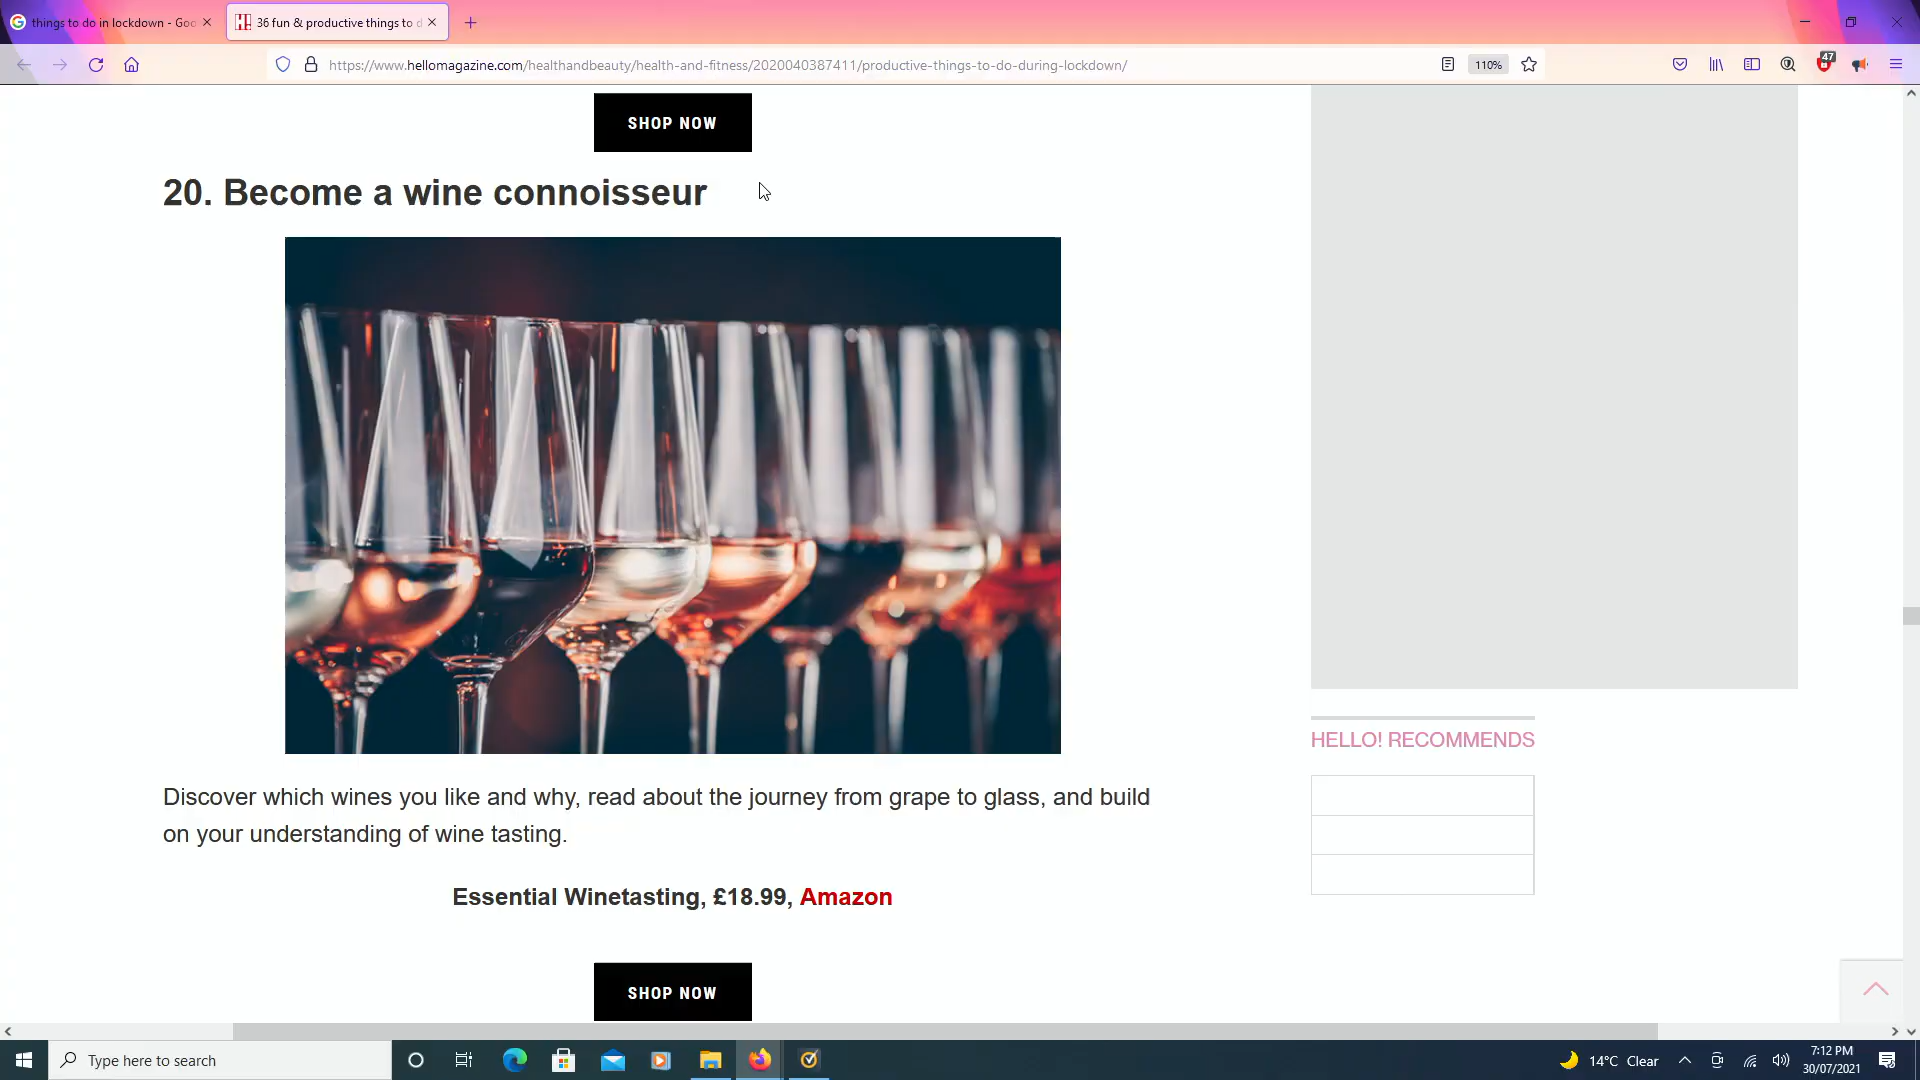 things to do in lockdown - Goo
36 fun & productive things to d
https://www.hellomagazine.com/healthandbeauty/health-and-fitness/2020040387411/productive-things-to-do-during-lockdown/
110%
47
SHOP NOW
20. Become a wine connoisseur
Discover which wines you like and why, read about the journey from grape to glass, and build
on your understanding of wine tasting.
Essential Winetasting, £18.99, Amazon
SHOP NOW
HELLO! RECOMMENDS
Type here to search
14°C Clear
7:12 PM
30/07/2021